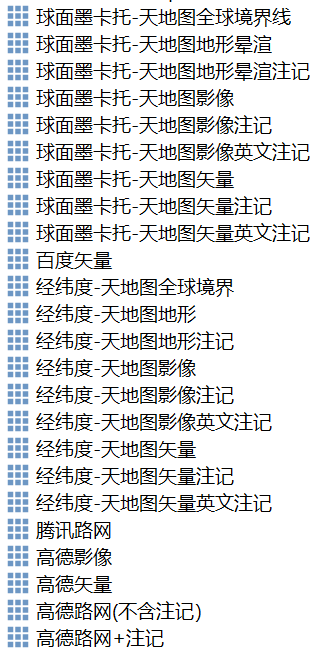 球面墨卡托-天地图全球境界线
球面墨卡托-天地图地形晕渲
球面墨卡托-天地图地形晕渲注记
球面墨卡托-天地图影像
球面墨卡托-天地图影像注记
球面墨卡托-天地图影像英文注记
球面墨卡托-天地图矢量
球面墨卡托-天地图矢量注记
球面墨卡托-天地图矢量英文注记
百度矢量
经纬度-天地图全球境界
经纬度-天地图地形
经纬度-天地图地形注记
经纬度-天地图影像
经纬度-天地图影像注记
经纬度-天地图影像英文注记
经纬度-天地图矢量
经纬度-天地图矢量注记
经纬度-天地图矢量英文注记
腾讯路网
高德影像
高德矢量
高德路网(不含注记)
高德路网+注记